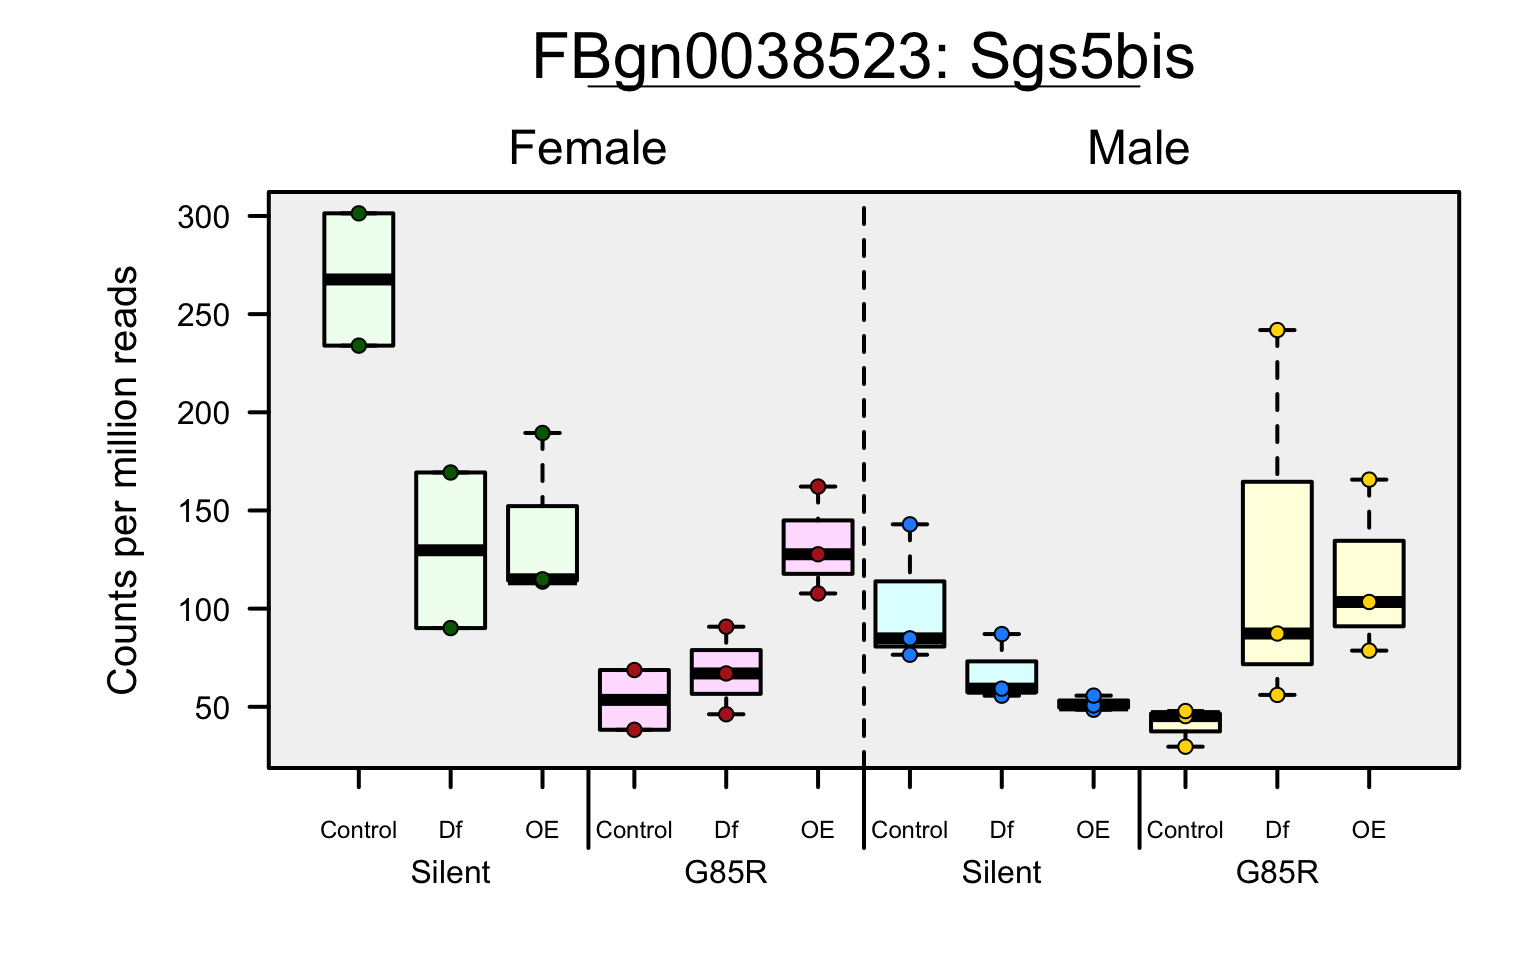 FBgn0038523: Sgs5bis
Female Male
Counts per million reads
300
250
200
150
100
50
Control Df OE Control Df OE Control Df OE Control Df OE
Silent G85R Silent G85R